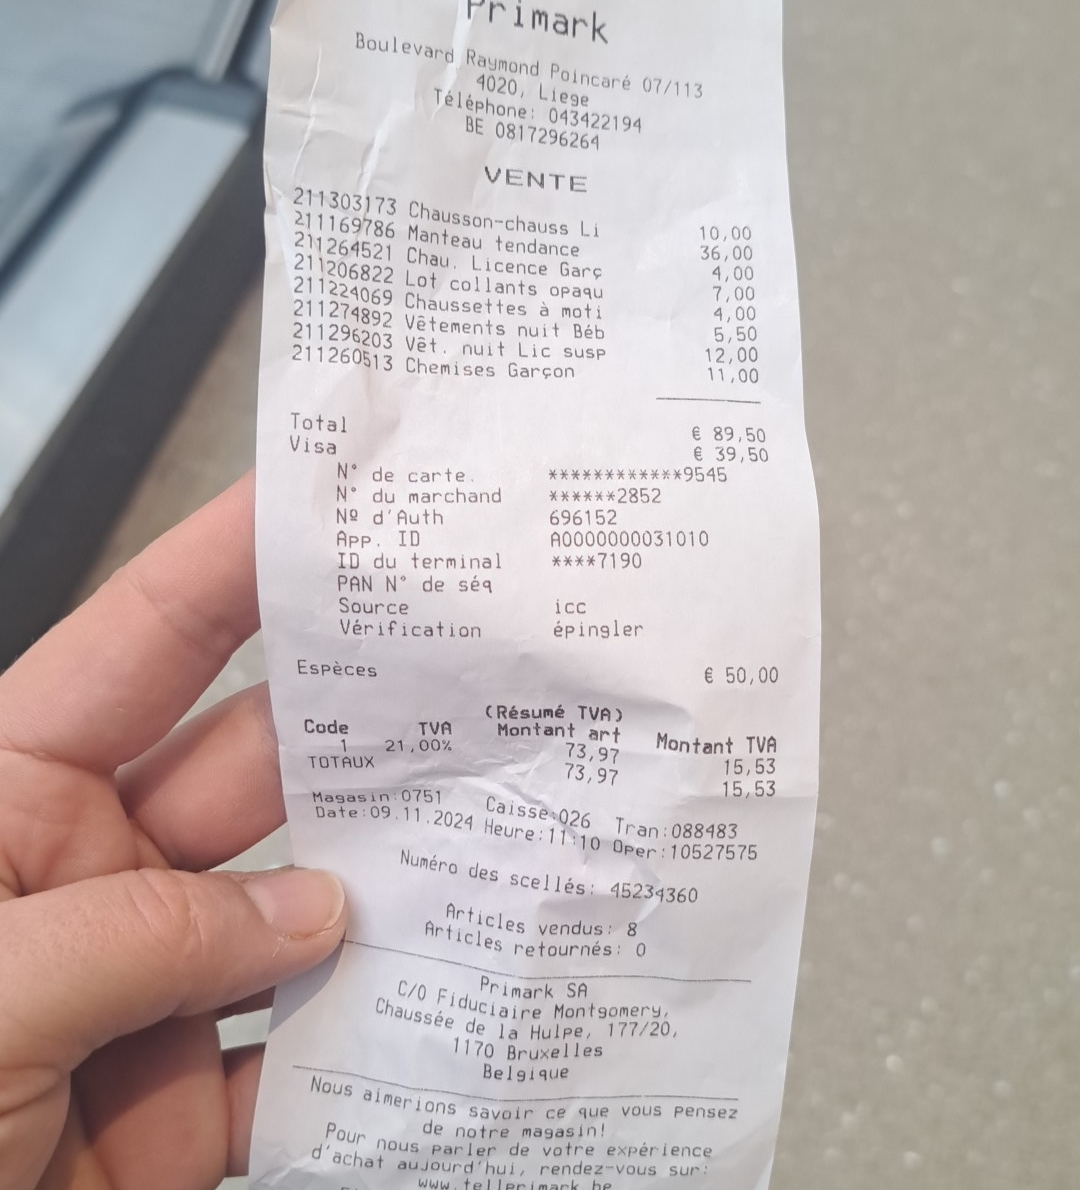 Primark
Boulevard Raymond Poincaré 07/113
4020, Liege
Téléphone: 043422194
BE 0817296264
VENTE
211303173 Chausson-chauss Li 10,00
211169786 Manteau tendance 36,00
211264521 Chau. Licence Garç 4,00
211206822 Lot collants opaqu 7,00
211224069 Chaussettes à moti 4,00
211274892 Vêtements nuit Béb 5,50
211296203 Vêt. nuit Lic susp 12,00
211260513 Chemises Garçon 11,00
Total € 89,50
Visa € 39,50
N° de carte. ************9545
N° du marchand ******2852
Nº d'Auth 696152
App. ID A0000000031010
ID du terminal ****7190
PAN N° de séq
Source icc
Vérification épingler
Espèces € 50,00
(Résumé TVA)
Code TVA Montant art Montant TVA
1 21,00% 73,97 15,53
TOTAUX 73,97 15,53
Magasin:0751 Caisse:026 Tran:088483
Date:09.11.2024 Heure:11:10 Oper:10527575
Numéro des scellés: 45234360
Articles vendus: 8
Articles retournés: 0
Primark SA
C/O Fiduciaire Montgomery,
Chaussée de la Hulpe, 177/20,
1170 Bruxelles
Belgique
Nous aimerions savoir ce que vous pensez
de notre magasin!
Pour nous parler de votre expérience
d'achat aujourd'hui, rendez-vous sur:
www.tellprimark.be